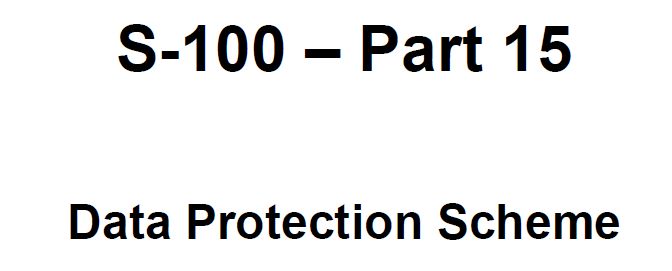 S-100 – Part 15
Data Protection Scheme